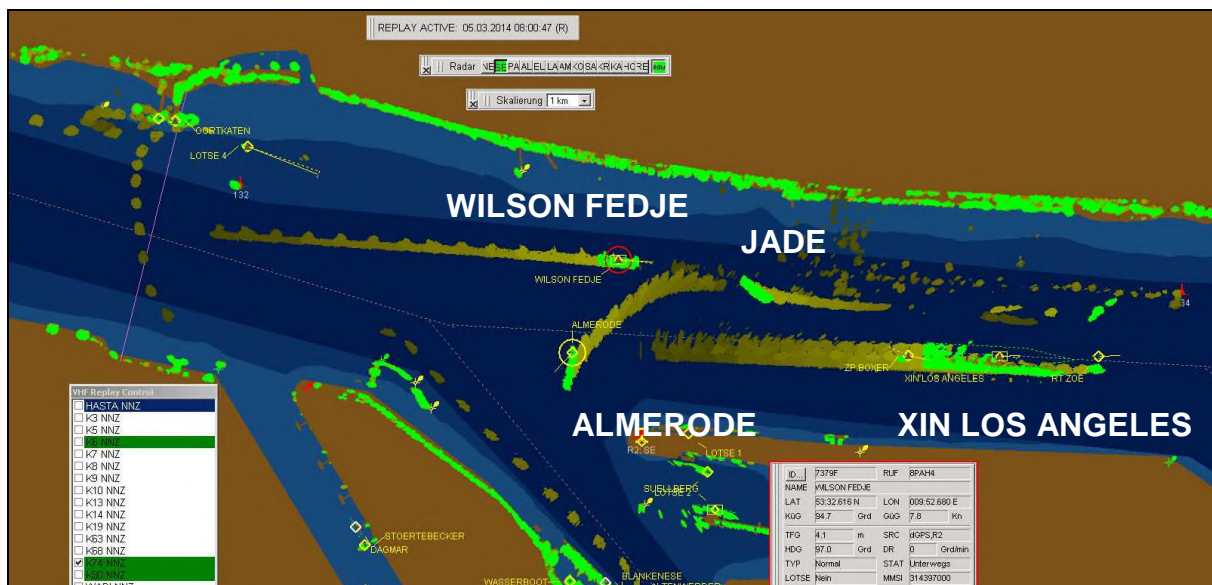 REPLAY ACTIVE: 05.03.2014 08:00:47 (R)
Radar NESEPAALELLAAMKOSAKRKAHORE
Skalierung 1 km
OORTKATEN
LOTSE 4
132
WILSON FEDJE
JADE
WILSON FEDJE
34
ALMERODE
ZP.BOXER
XIN LOS ANGELES
RT ZOE
ALMERODE
XIN LOS ANGELES
R2: SE
LOTSE 1
SUELLBERG
LOTSE 2
STOERTEBECKER
DAGMAR
WASSERBOOT
BLANKENESE
ALTENWERDER
VHF Replay Control
HASTA NNZ
K3 NNZ
K5 NNZ
K6 NNZ
K7 NNZ
K8 NNZ
K9 NNZ
K10 NNZ
K13 NNZ
K14 NNZ
K19 NNZ
K63 NNZ
K68 NNZ
K74 NNZ
K80 NNZ
ID... 7379F RUF 8PAH4
NAME WILSON FEDJE
LAT 53:32.616 N LON 009:52.680 E
KüG 94.7 Grd GüG 7.8 Kn
TFG 4.1 m SRC dGPS,R2
HDG 97.0 Grd DR 0 Grd/min
TYP Normal STAT Unterwegs
LOTSE Nein MMSI 314397000